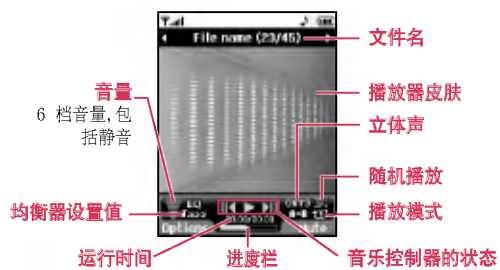 File name (23/45)
文件名
音量
6 档音量,包
括静音
播放器皮肤
立体声
随机播放
均衡器设置值
播放模式
Options
运行时间
进度栏
音乐控制器的状态